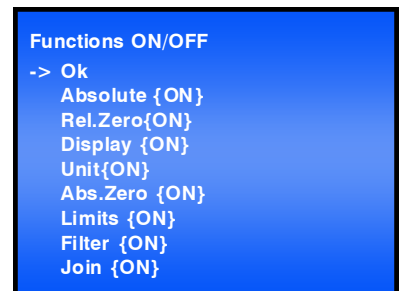 Functions ON/OFF
-> Ok
Absolute {ON}
Rel.Zero{ON}
Display {ON}
Unit{ON}
Abs.Zero {ON}
Limits {ON}
Filter {ON}
Join {ON}